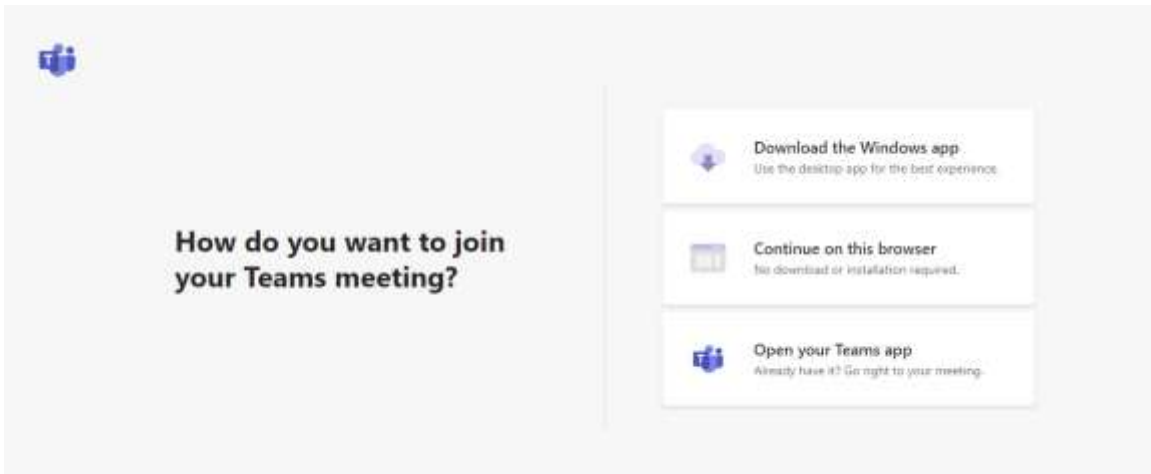 How do you want to join
your Teams meeting?
Download the Windows app
Use the desktop app for the best experience.
Continue on this browser
No download or installation required.
Open your Teams app
Already have it? Go right to your meeting.